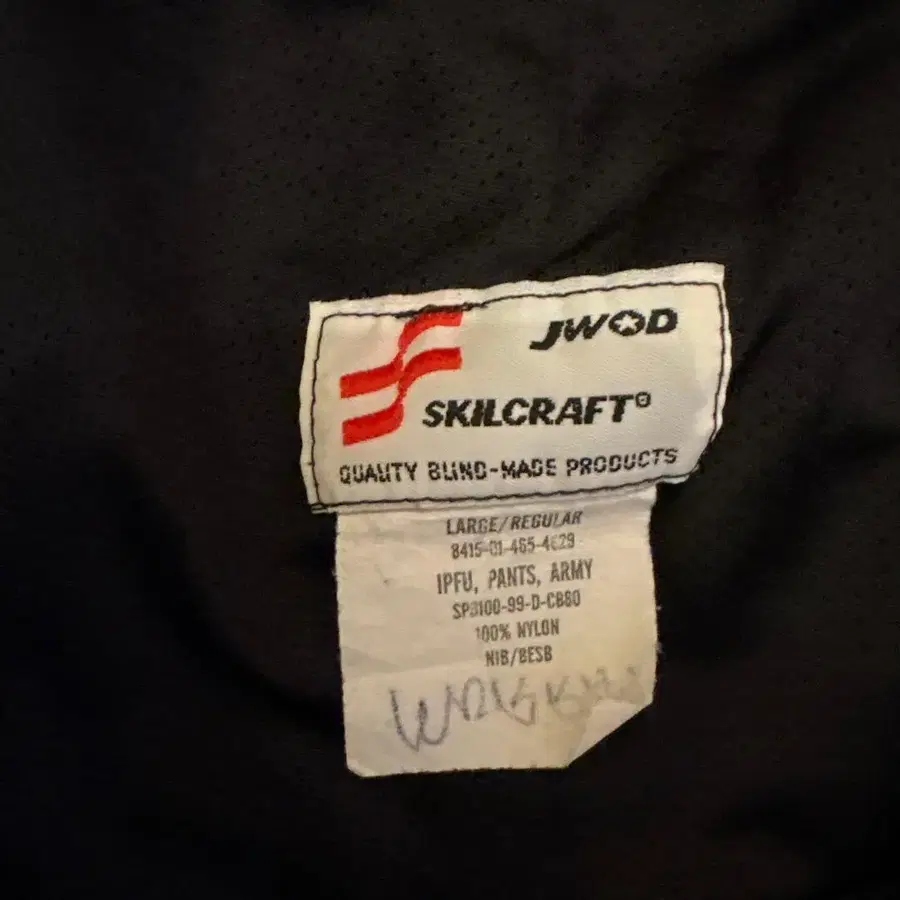 JWOD
SKILCRAFT®
QUALITY BLIND-MADE PRODUCTS
LARGE/REGULAR
8415-01-465-4629
IPFU, PANTS, ARMY
SP0100-99-D-CB80
100% NYLON
NIB/BESB